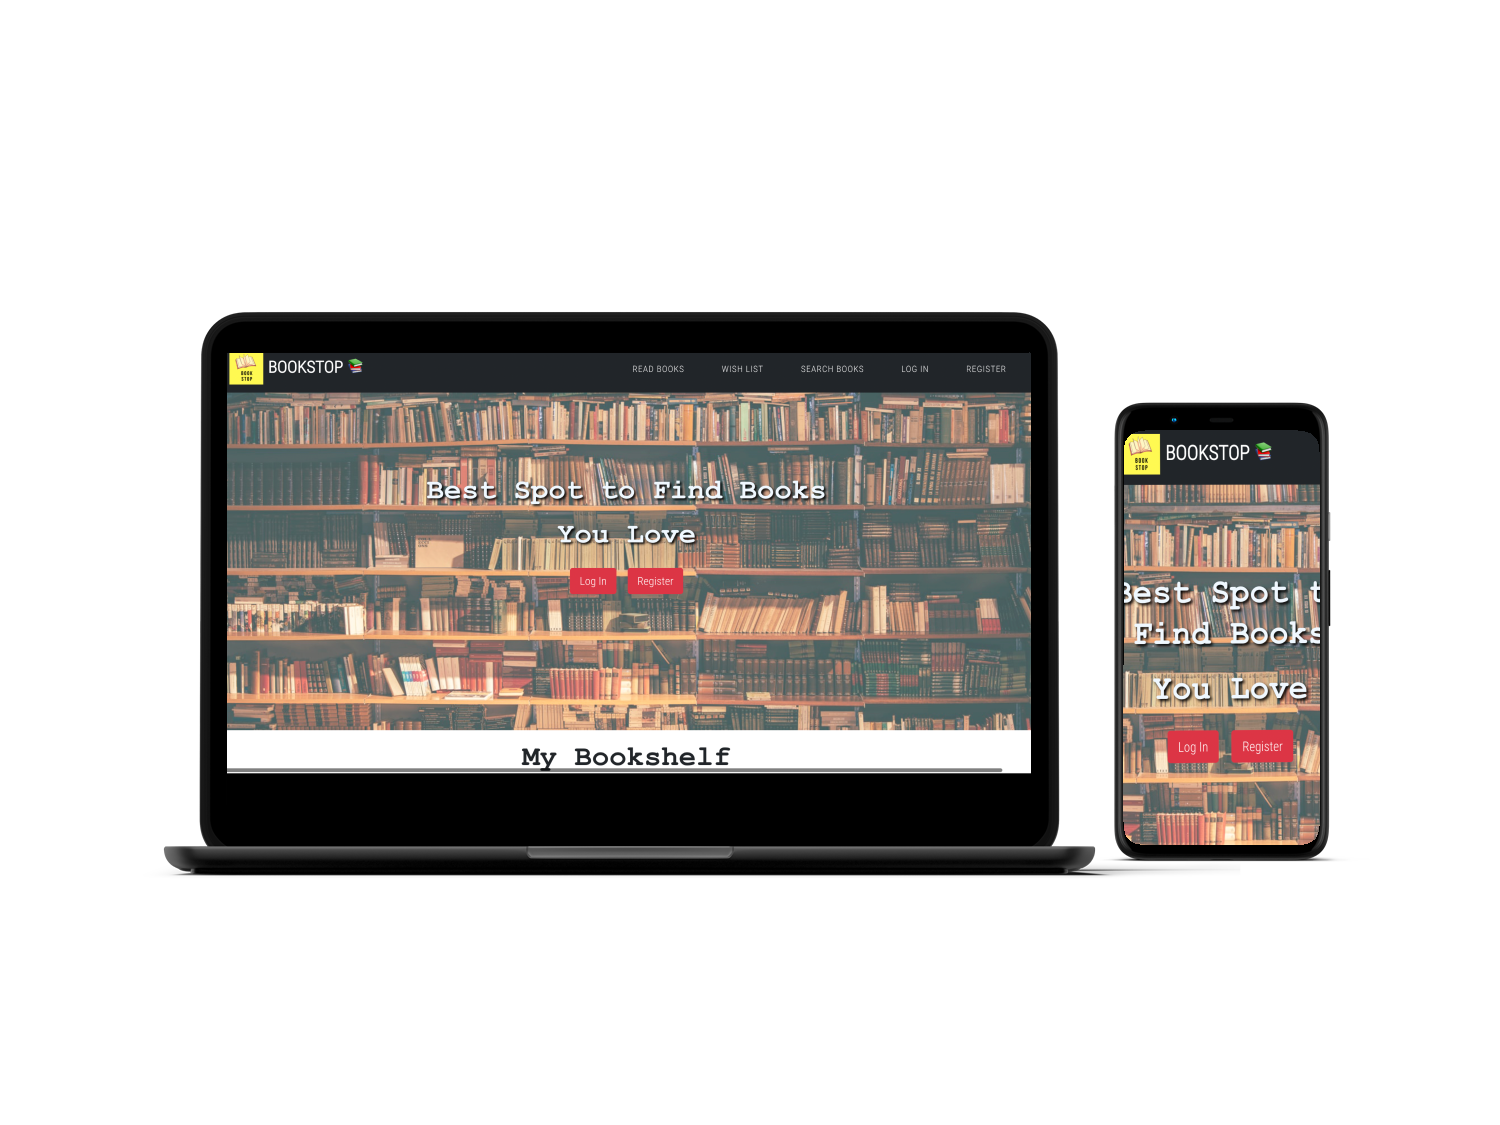 BOOK
STOP
BOOKSTOP
READ BOOKS
WISH LIST
SEARCH BOOKS
LOG IN
REGISTER
Best Spot to Find Books
You Love
Log In
Register
My Bookshelf
BOOK
STOP
BOOKSTOP
Best Spot t
Find Books
You Love
Log In
Register